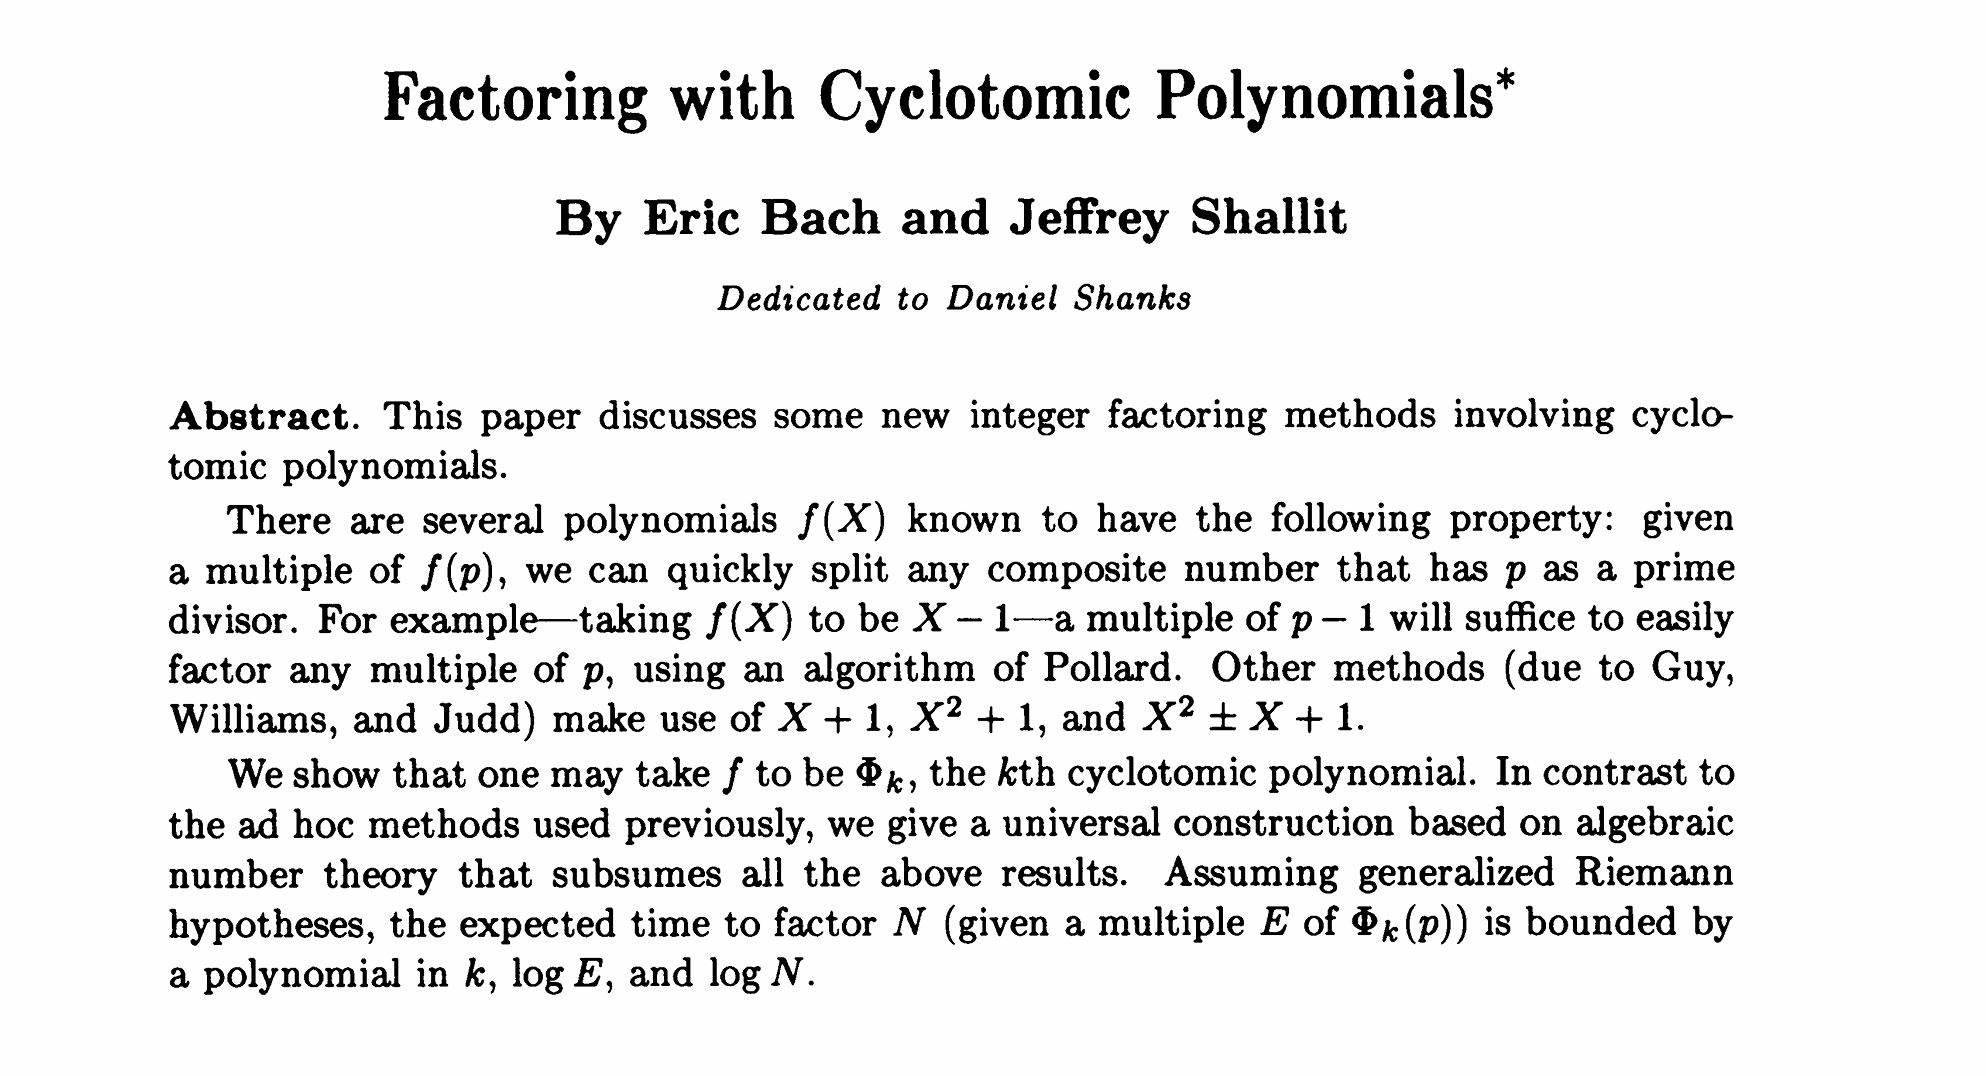 Factoring with Cyclotomic Polynomials*
By Eric Bach and Jeffrey Shallit
Dedicated to Daniel Shanks
Abstract. This paper discusses some new integer factoring methods involving cyclo-
tomic polynomials.
There are several polynomials f(X) known to have the following property: given
a multiple of f(p), we can quickly split any composite number that has p as a prime
divisor. For example—taking f(X) to be X − 1—a multiple of p − 1 will suffice to easily
factor any multiple of p, using an algorithm of Pollard. Other methods (due to Guy,
Williams, and Judd) make use of X + 1, X² + 1, and X² ± X + 1.
We show that one may take f to be Φₖ, the kth cyclotomic polynomial. In contrast to
the ad hoc methods used previously, we give a universal construction based on algebraic
number theory that subsumes all the above results. Assuming generalized Riemann
hypotheses, the expected time to factor N (given a multiple E of Φₖ(p)) is bounded by
a polynomial in k, log E, and log N.